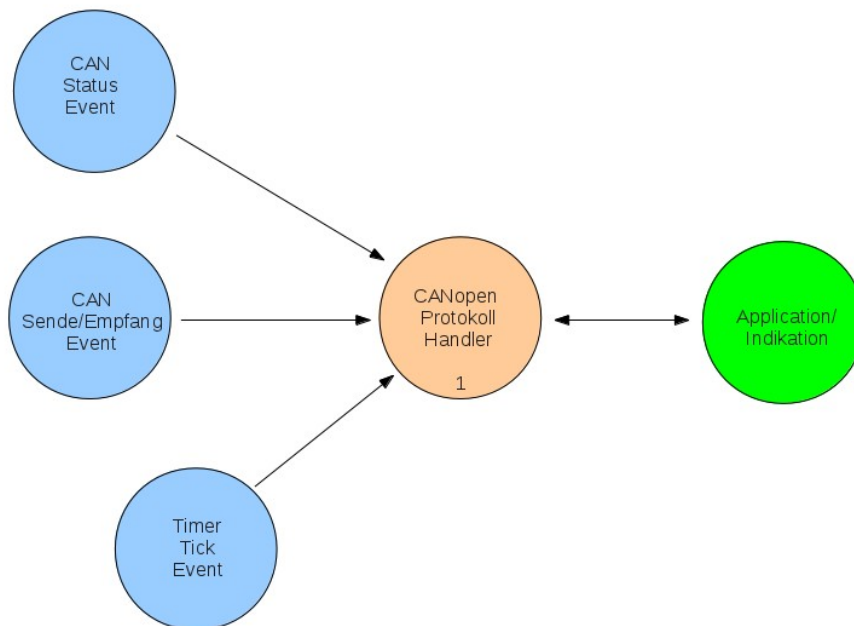 CAN
Status
Event
CAN
Sende/Empfang
Event
CANopen
Protokoll
Handler
1
Application/
Indikation
Timer
Tick
Event